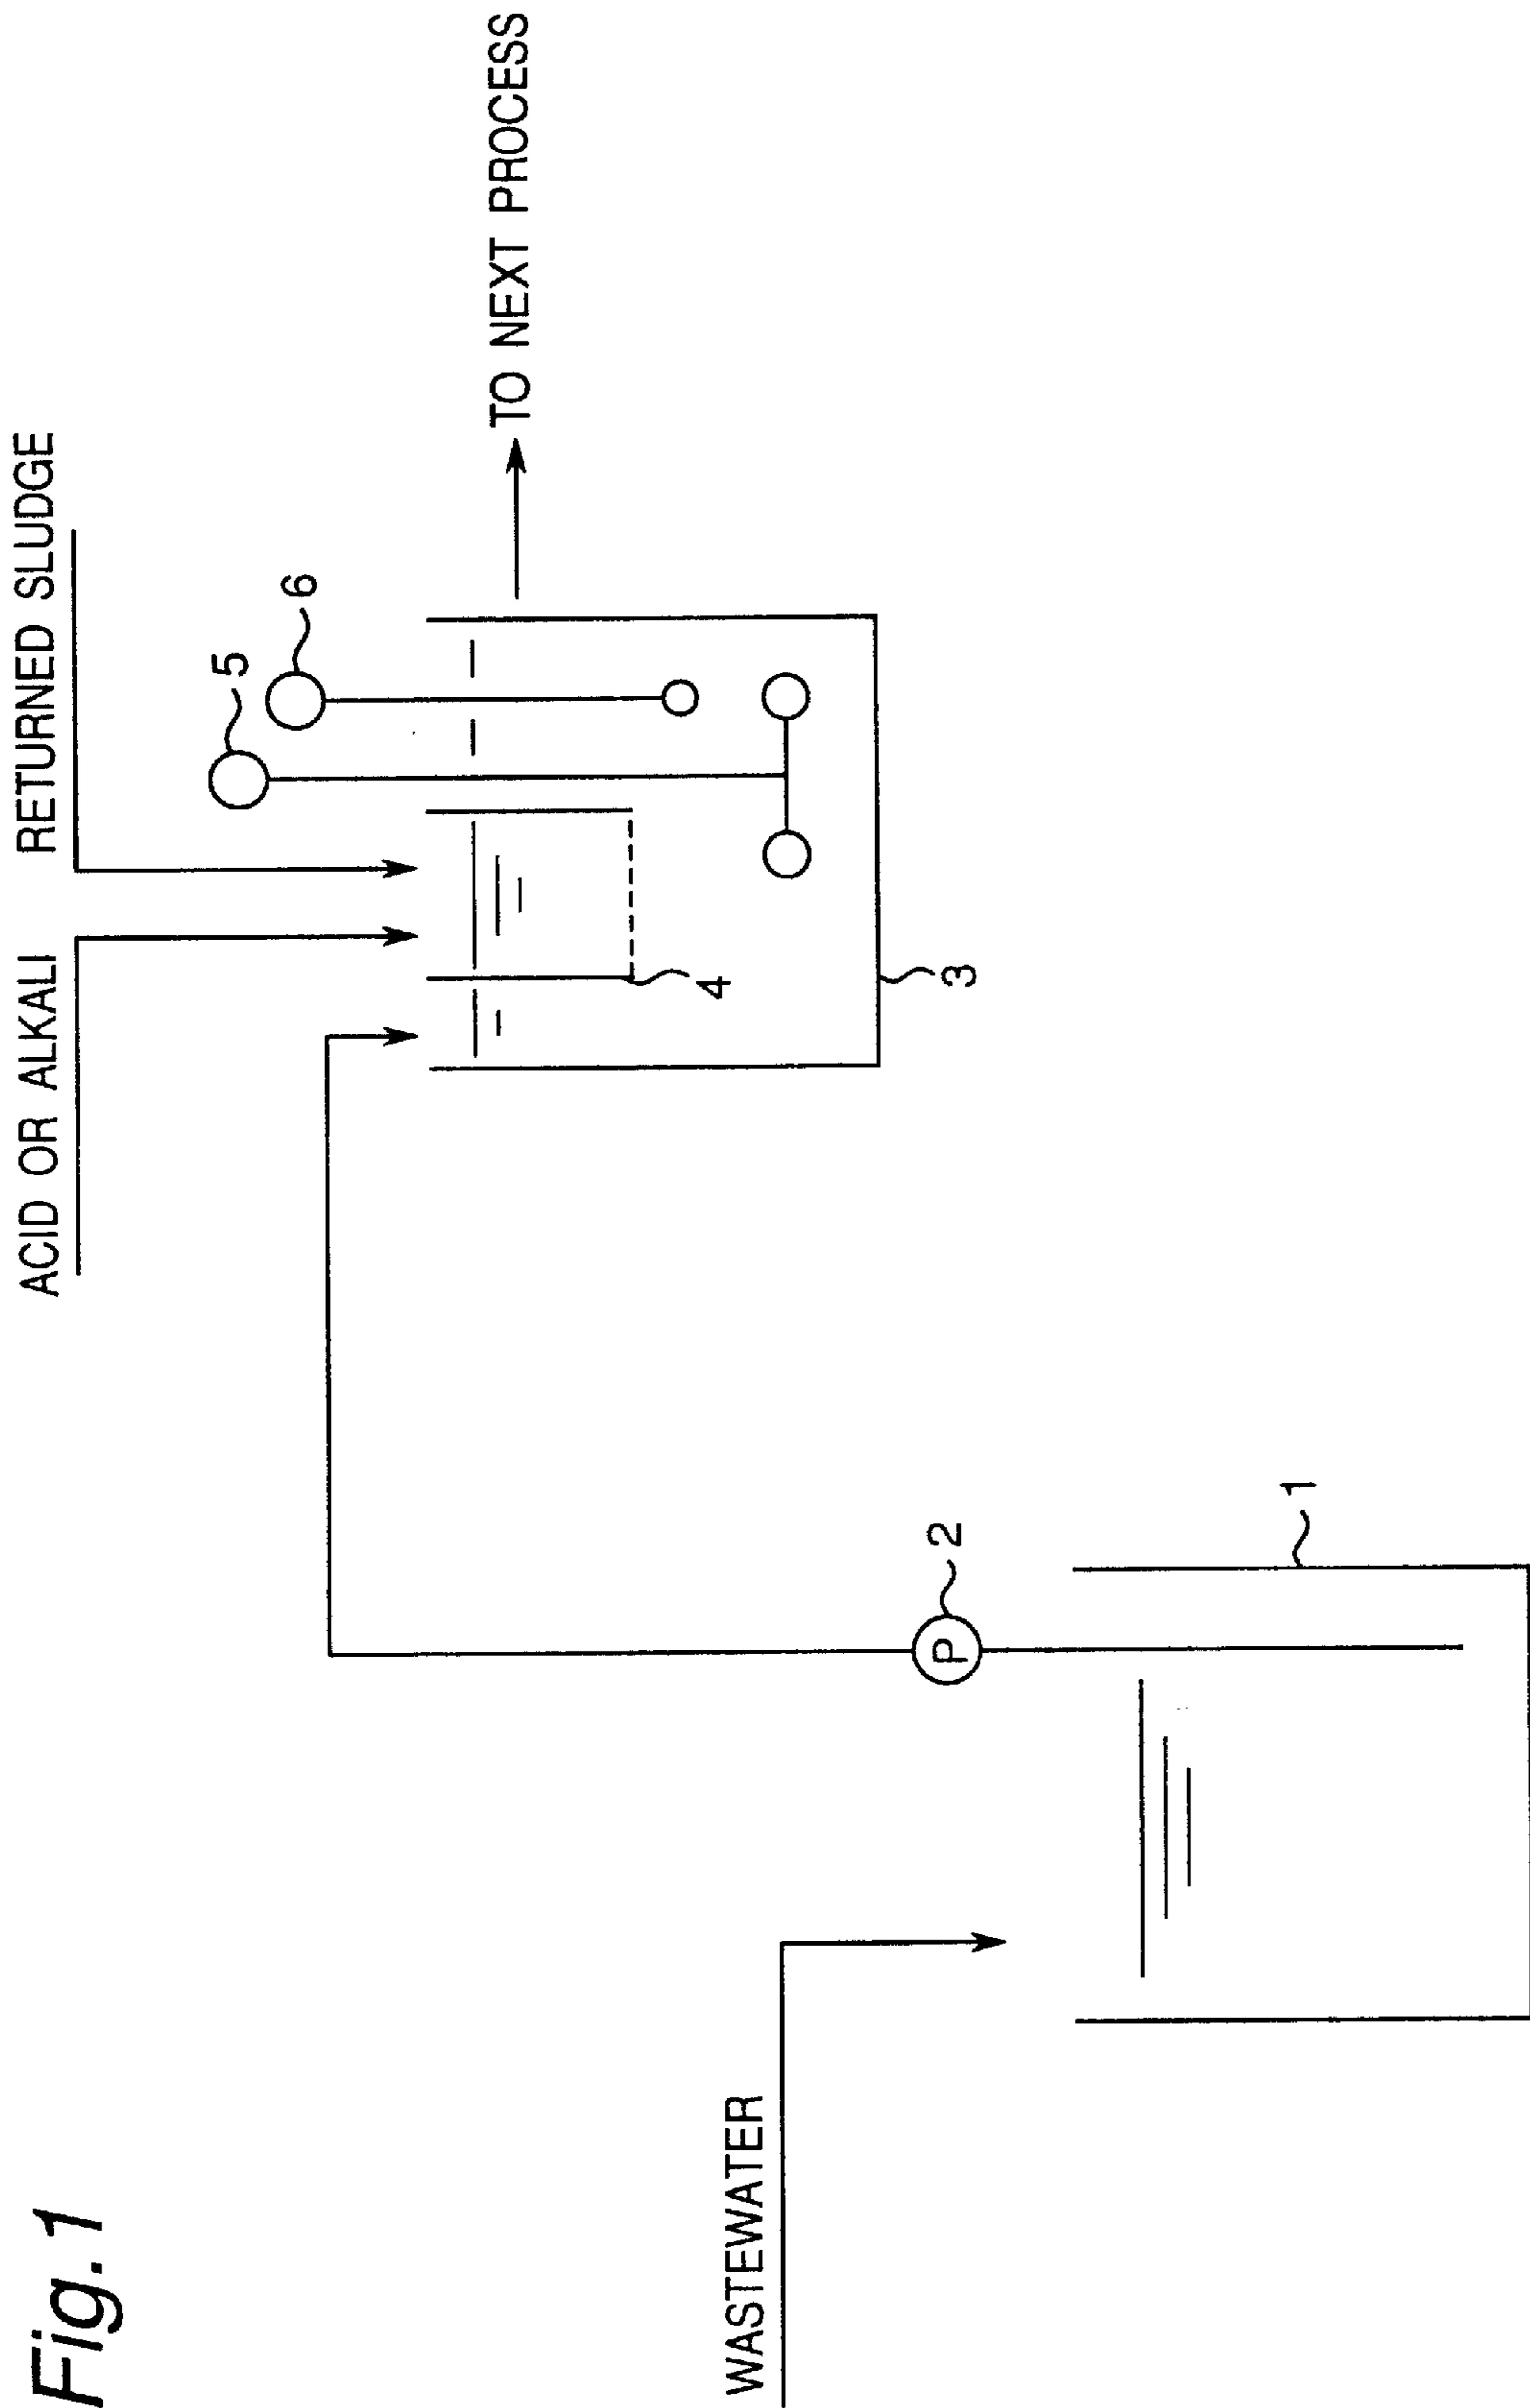 Fig.1
ACID OR ALKALI
RETURNED SLUDGE
5
6
TO NEXT PROCESS
4
3
WASTEWATER
P
2
1